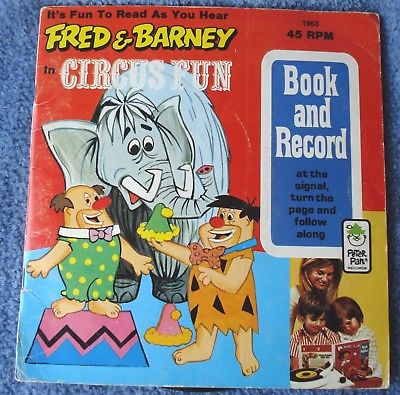 It's Fun To Read As You Hear
FRED & BARNEY
in CIRCUS FUN
1963
45 RPM
Book
and
Record
at the
signal,
turn the
page and
follow
along
Peter
Pan
RECORDS